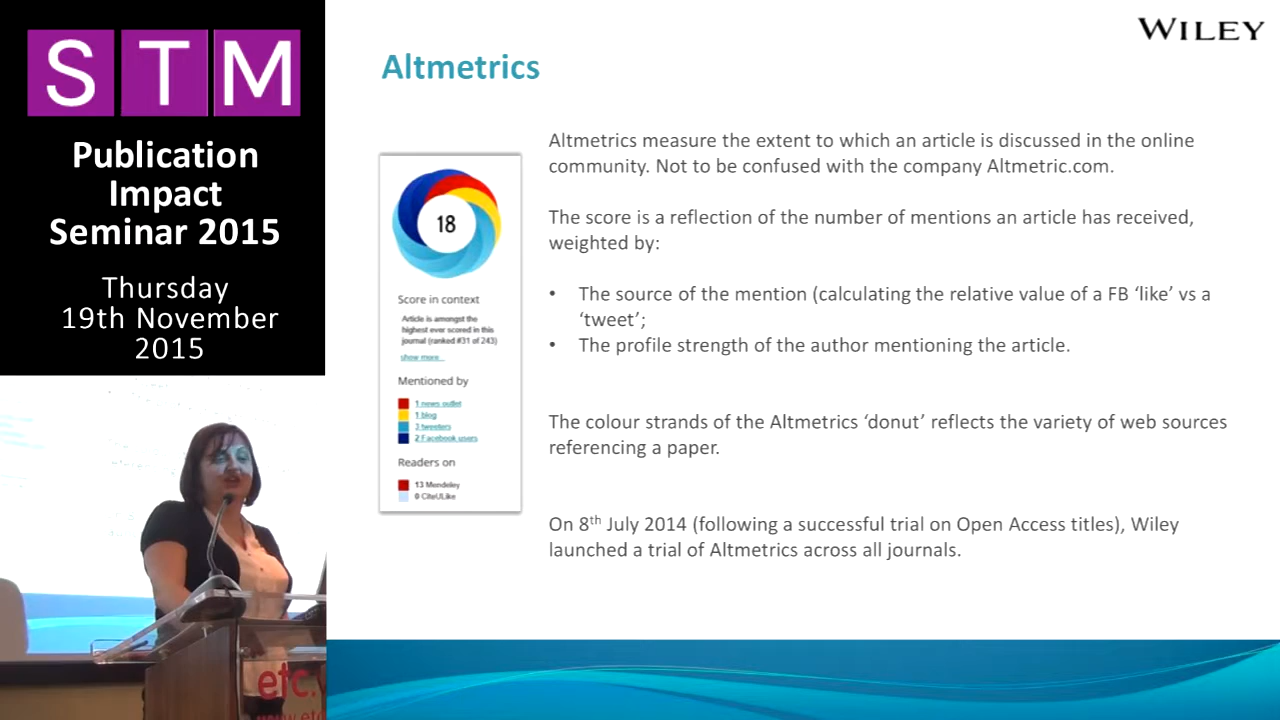 STM
Publication
Impact
Seminar 2015
Thursday
19th November
2015
WILEY
Altmetrics
18
Score in context
Article is amongst the
highest ever scored in this
journal (ranked #31 of 243)
show more...
Mentioned by
1 news outlet
1 blog
3 tweeters
2 Facebook users
Readers on
13 Mendeley
0 CiteULike
Altmetrics measure the extent to which an article is discussed in the online
community. Not to be confused with the company Altmetric.com.
The score is a reflection of the number of mentions an article has received,
weighted by:
• The source of the mention (calculating the relative value of a FB ‘like’ vs a
‘tweet’;
• The profile strength of the author mentioning the article.
The colour strands of the Altmetrics ‘donut’ reflects the variety of web sources
referencing a paper.
On 8th July 2014 (following a successful trial on Open Access titles), Wiley
launched a trial of Altmetrics across all journals.
etc.